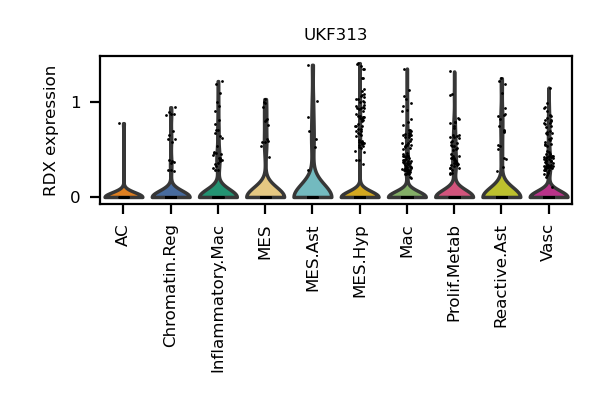 UKF313
RDX expression
1
0
AC
Chromatin.Reg
Inflammatory.Mac
MES
MES.Ast
MES.Hyp
Mac
Prolif.Metab
Reactive.Ast
Vasc